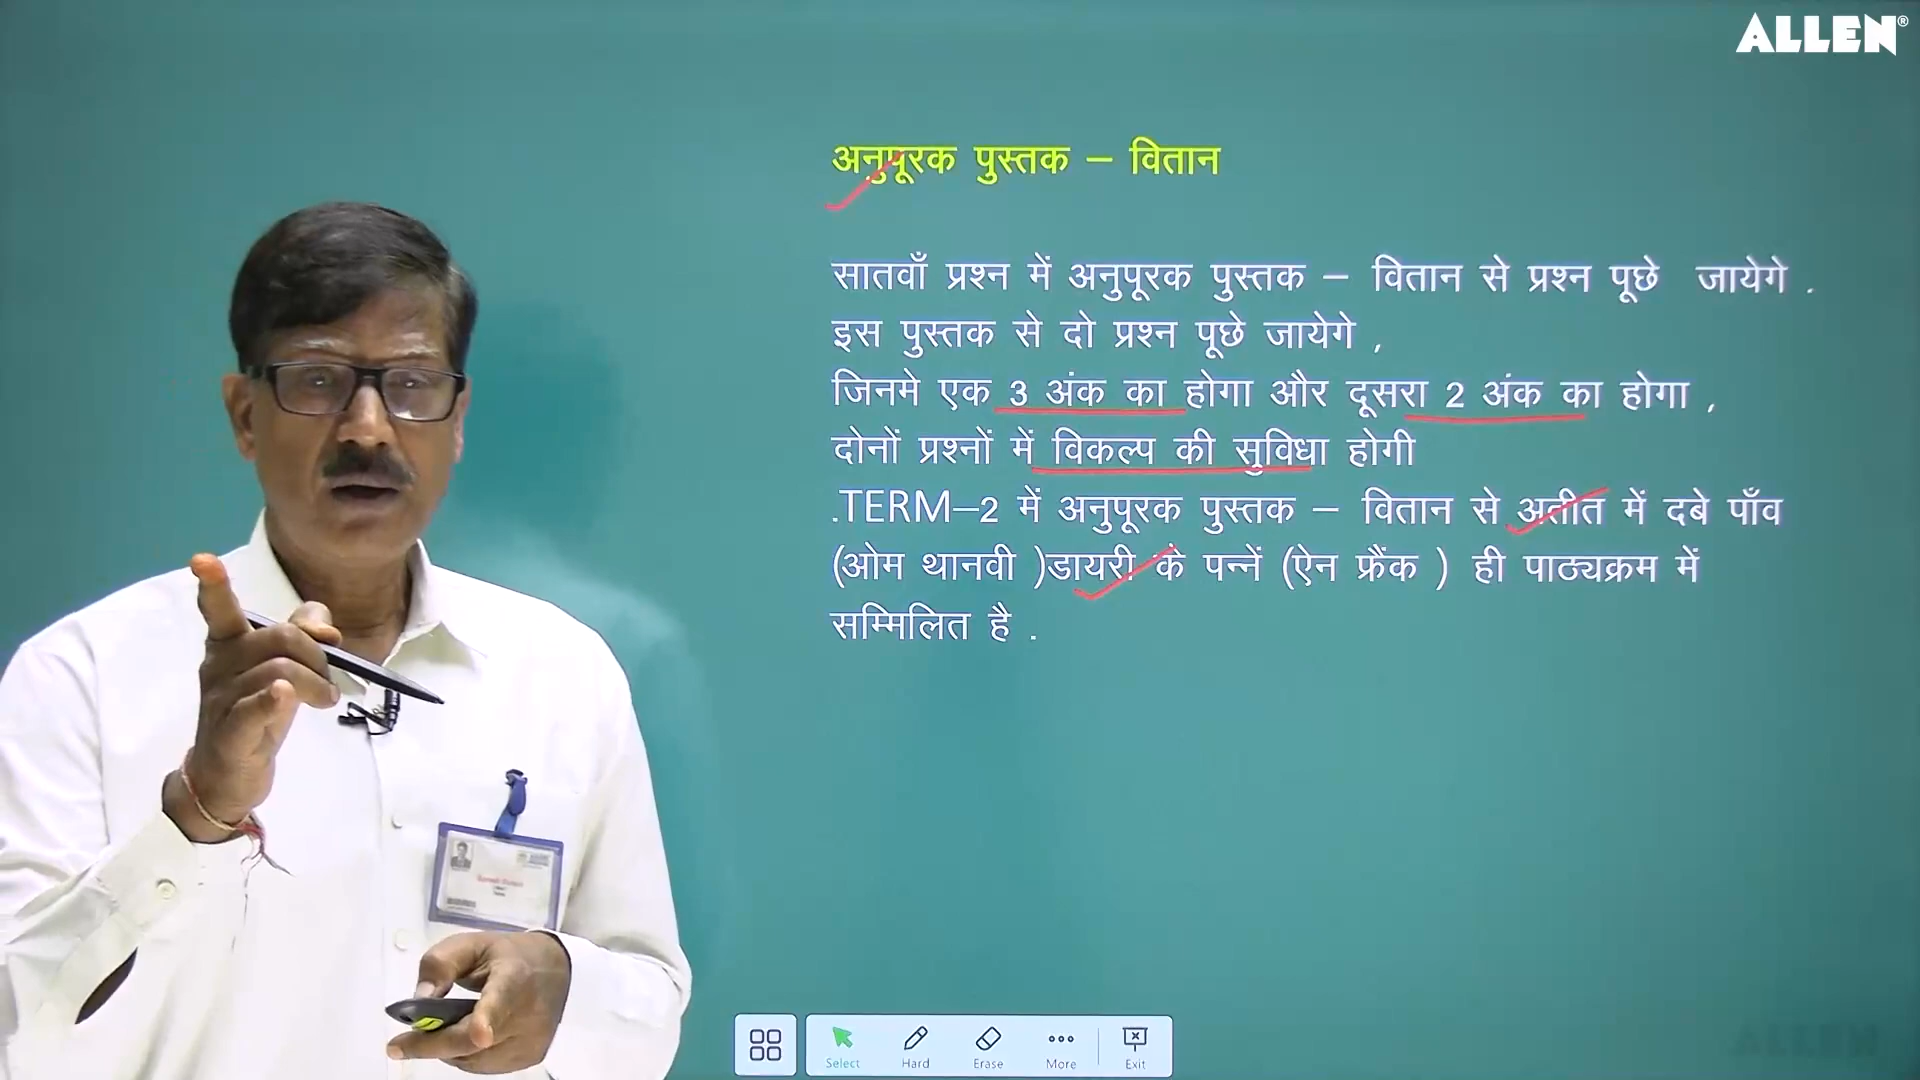 ALLEN®
अनुपूरक पुस्तक – वितान
सातवाँ प्रश्न में अनुपूरक पुस्तक – वितान से प्रश्न पूछे जायेगे .
इस पुस्तक से दो प्रश्न पूछे जायेगे ,
जिनमे एक 3 अंक का होगा और दूसरा 2 अंक का होगा ,
दोनों प्रश्नों में विकल्प की सुविधा होगी
.TERM–2 में अनुपूरक पुस्तक – वितान से अतीत में दबे पाँव
(ओम थानवी )डायरी के पन्नें (ऐन फ्रैंक ) ही पाठ्यक्रम में
सम्मिलित है .
Select Hard Erase More Exit
ALLEN